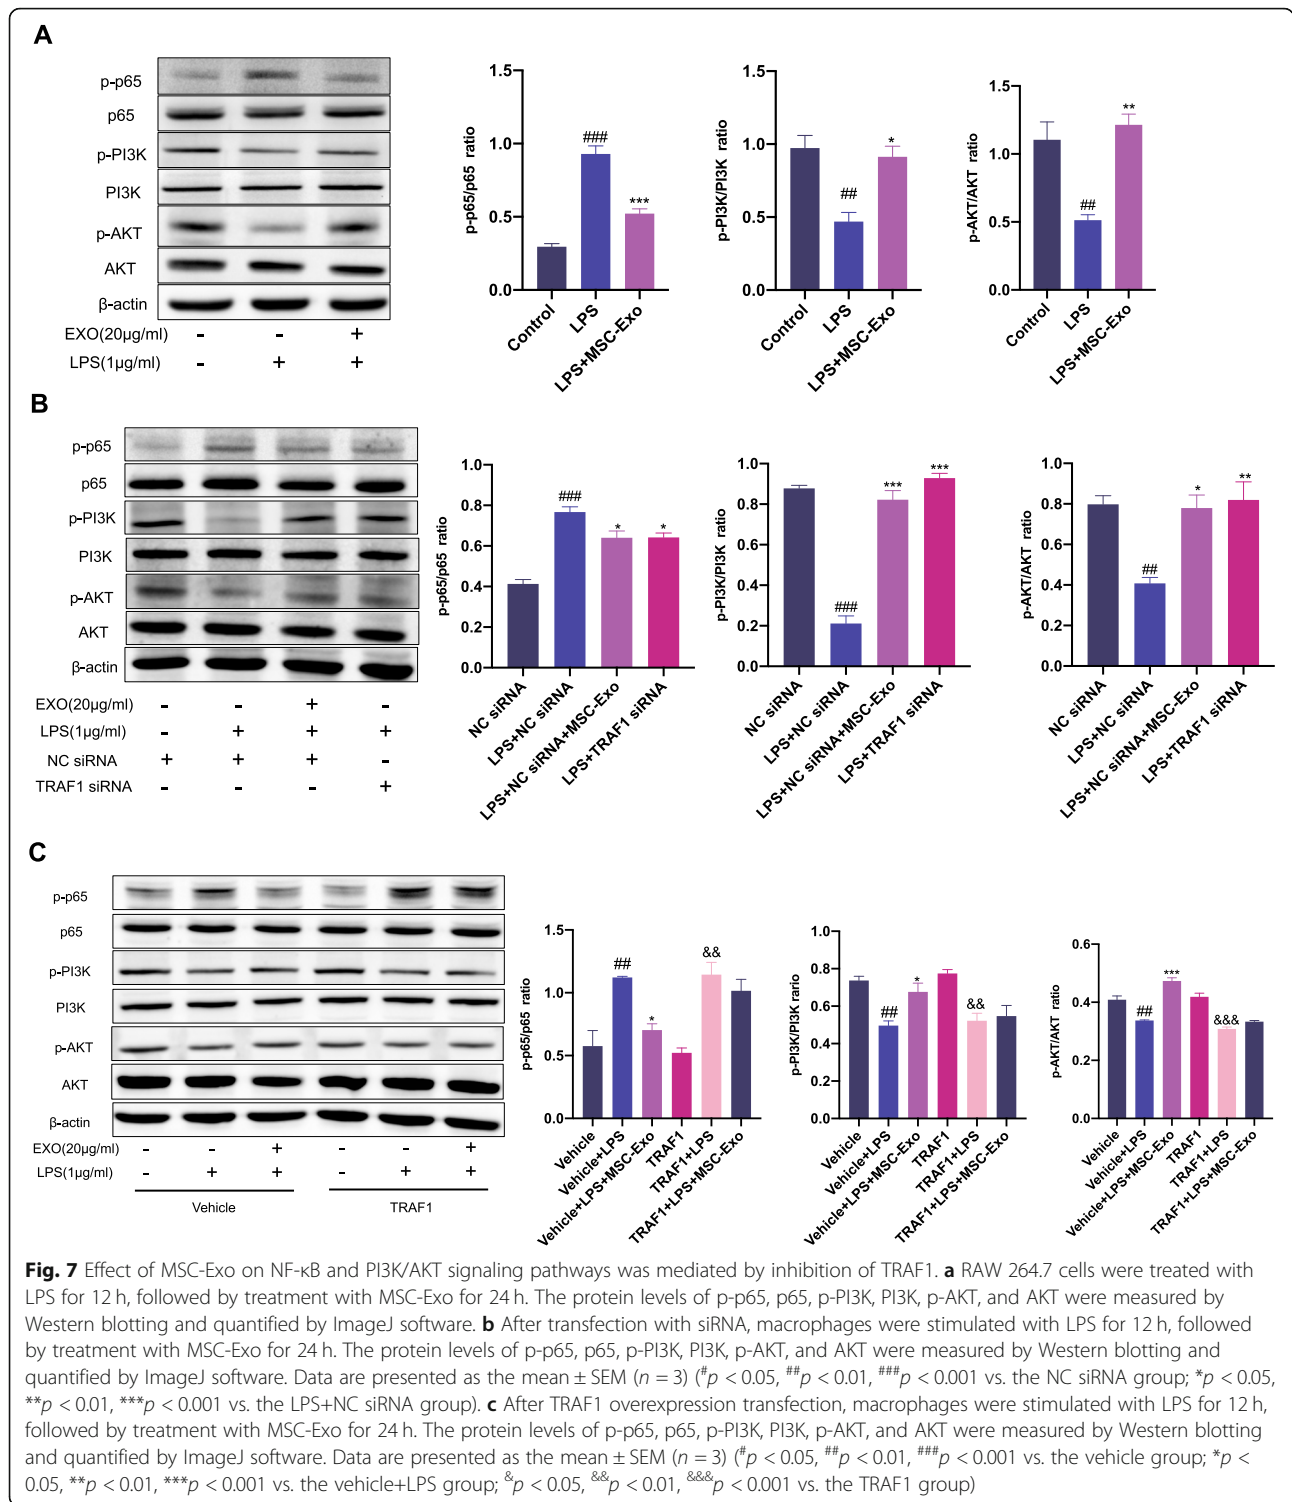 A
p-p65
p65
p-PI3K
PI3K
p-AKT
AKT
β-actin
EXO(20μg/ml) - - +
LPS(1μg/ml) - + +
p-p65/p65 ratio
1.5
1.0
0.5
0.0
###
***
Control
LPS
LPS+MSC-Exo
p-PI3K/PI3K ratio
1.5
1.0
0.5
0.0
##
*
Control
LPS
LPS+MSC-Exo
p-AKT/AKT ratio
1.5
1.0
0.5
0.0
##
**
Control
LPS
LPS+MSC-Exo
B
p-p65
p65
p-PI3K
PI3K
p-AKT
AKT
β-actin
EXO(20μg/ml) - - + -
LPS(1μg/ml) - + + +
NC siRNA + + + -
TRAF1 siRNA - - - +
p-p65/p65 ratio
1.0
0.8
0.6
0.4
0.2
0.0
###
*
*
NC siRNA
LPS+NC siRNA
LPS+NC siRNA+MSC-Exo
LPS+TRAF1 siRNA
p-PI3K/PI3K ratio
1.0
0.8
0.6
0.4
0.2
0.0
###
***
***
NC siRNA
LPS+NC siRNA
LPS+NC siRNA+MSC-Exo
LPS+TRAF1 siRNA
p-AKT/AKT ratio
1.0
0.8
0.6
0.4
0.2
0.0
##
*
**
NC siRNA
LPS+NC siRNA
LPS+NC siRNA+MSC-Exo
LPS+TRAF1 siRNA
C
p-p65
p65
p-PI3K
PI3K
p-AKT
AKT
β-actin
EXO(20μg/ml) - - + - - +
LPS(1μg/ml) - + + - + +
Vehicle TRAF1
p-p65/p65 ratio
1.5
1.0
0.5
0.0
##
*
&&
Vehicle
Vehicle+LPS
Vehicle+LPS+MSC-Exo
TRAF1
TRAF1+LPS
TRAF1+LPS+MSC-Exo
p-PI3K/PI3K rario
1.0
0.8
0.6
0.4
0.2
0.0
##
*
&&
Vehicle
Vehicle+LPS
Vehicle+LPS+MSC-Exo
TRAF1
TRAF1+LPS
TRAF1+LPS+MSC-Exo
p-AKT/AKT ratio
0.6
0.4
0.2
0.0
##
***
&&&
Vehicle
Vehicle+LPS
Vehicle+LPS+MSC-Exo
TRAF1
TRAF1+LPS
TRAF1+LPS+MSC-Exo
Fig. 7 Effect of MSC-Exo on NF-κB and PI3K/AKT signaling pathways was mediated by inhibition of TRAF1. a RAW 264.7 cells were treated with
LPS for 12 h, followed by treatment with MSC-Exo for 24 h. The protein levels of p-p65, p65, p-PI3K, PI3K, p-AKT, and AKT were measured by
Western blotting and quantified by ImageJ software. b After transfection with siRNA, macrophages were stimulated with LPS for 12 h, followed
by treatment with MSC-Exo for 24 h. The protein levels of p-p65, p65, p-PI3K, PI3K, p-AKT, and AKT were measured by Western blotting and
quantified by ImageJ software. Data are presented as the mean ± SEM (n = 3) (#p < 0.05, ##p < 0.01, ###p < 0.001 vs. the NC siRNA group; *p < 0.05,
**p < 0.01, ***p < 0.001 vs. the LPS+NC siRNA group). c After TRAF1 overexpression transfection, macrophages were stimulated with LPS for 12 h,
followed by treatment with MSC-Exo for 24 h. The protein levels of p-p65, p65, p-PI3K, PI3K, p-AKT, and AKT were measured by Western blotting
and quantified by ImageJ software. Data are presented as the mean ± SEM (n = 3) (#p < 0.05, ##p < 0.01, ###p < 0.001 vs. the vehicle group; *p <
0.05, **p < 0.01, ***p < 0.001 vs. the vehicle+LPS group; &p < 0.05, &&p < 0.01, &&&p < 0.001 vs. the TRAF1 group)